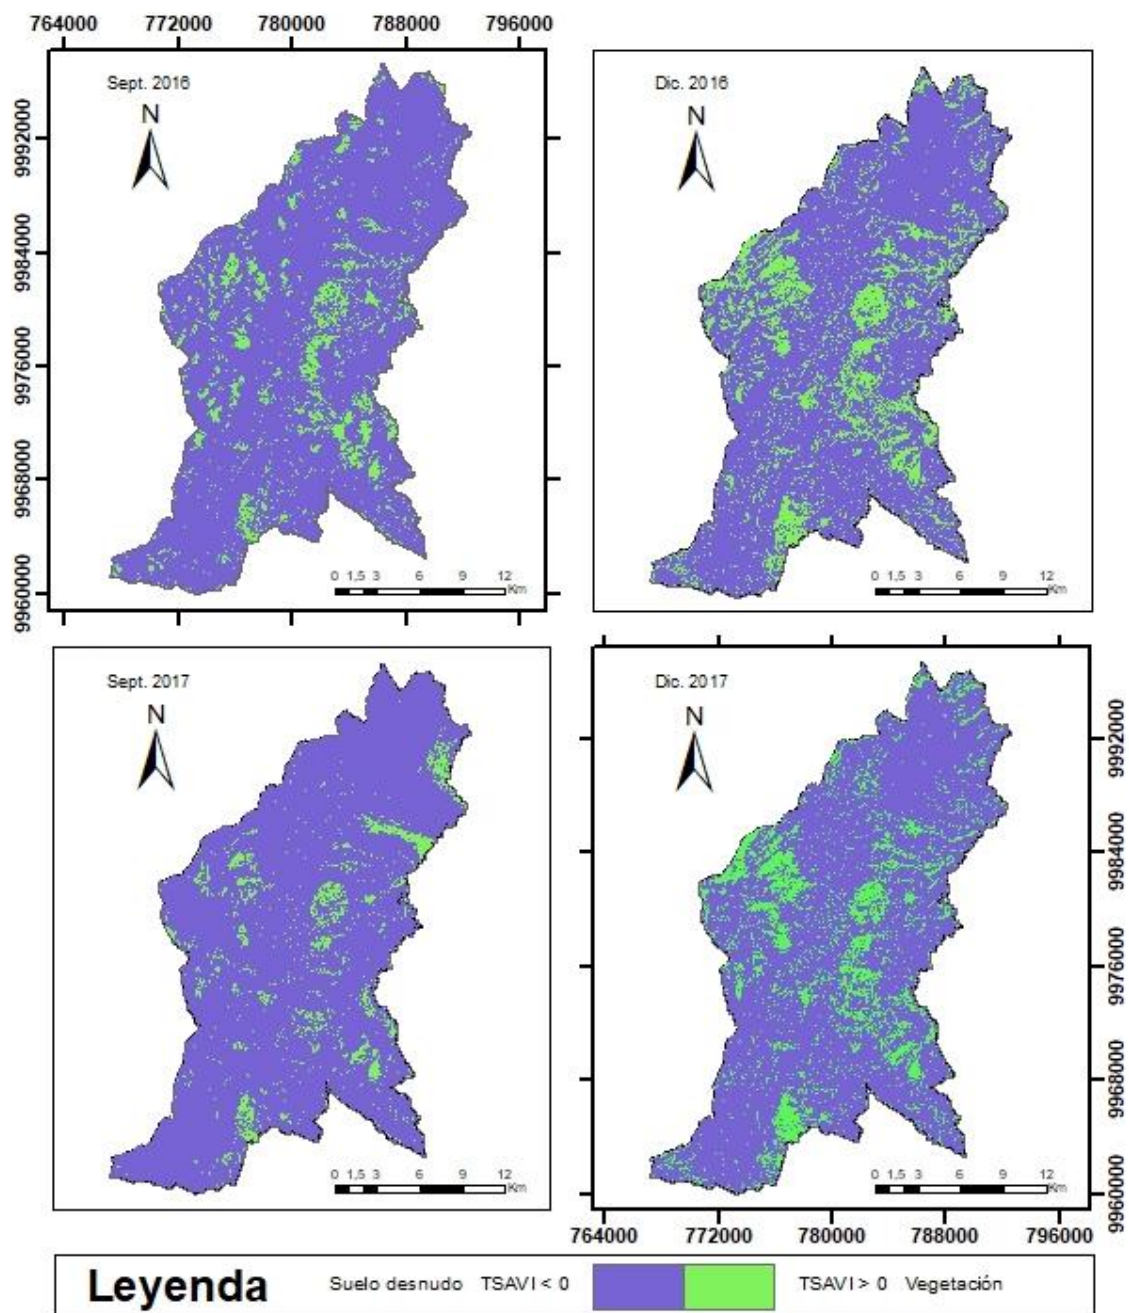 764000 772000 780000 788000 796000
Sept. 2016
N
9992000
9984000
9976000
9968000
9960000
0 1,5 3 6 9 12
Km
Dic. 2016
N
0 1,5 3 6 9 12
Km
Sept. 2017
N
0 1,5 3 6 9 12
Km
Dic. 2017
N
9992000
9984000
9976000
9968000
9960000
0 1,5 3 6 9 12
Km
764000 772000 780000 788000 796000
Leyenda Suelo desnudo TSAVI < 0 TSAVI > 0 Vegetación